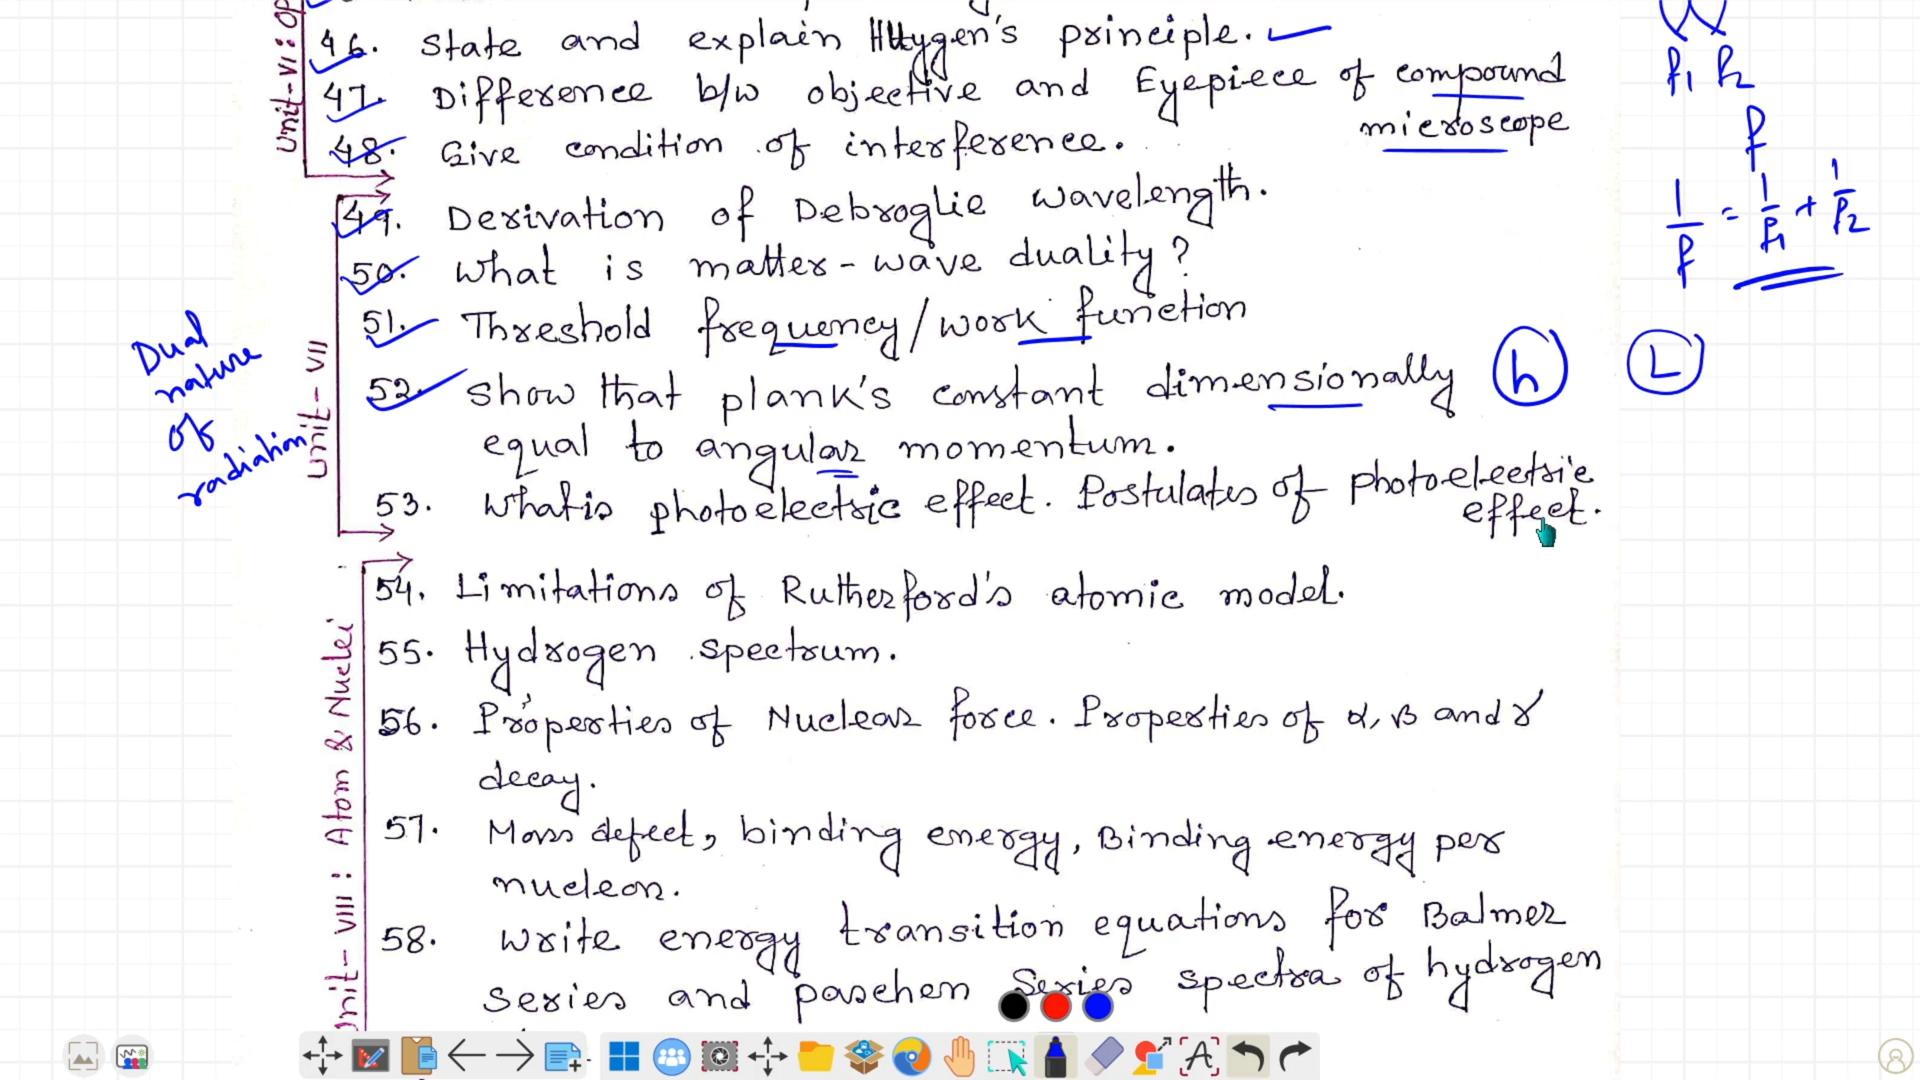 46. State and explain Huygen's principle.
47. Difference b/w objective and Eyepiece of compound
microscope
48. Give condition of interference.
49. Derivation of Debroglie wavelength.
50. What is matter-wave duality?
51. Threshold frequency/work function
52. Show that plank's constant dimensionally
equal to angular momentum.
53. What is photoelectric effect. Postulates of photoelectric
effect.
54. Limitations of Rutherford's atomic model.
55. Hydrogen spectrum.
56. Properties of Nuclear force. Properties of α, β and γ
decay.
57. Mass defect, binding energy, Binding energy per
nucleon.
58. Write energy transition equations for Balmer
series and paschen series spectra of hydrogen
Unit-VI: Op
Unit-VII
Unit-VIII: Atom & Nuclei
Dual
nature
of
radiation
f1 f2
f
1/f = 1/f1 + 1/f2
h
L
A